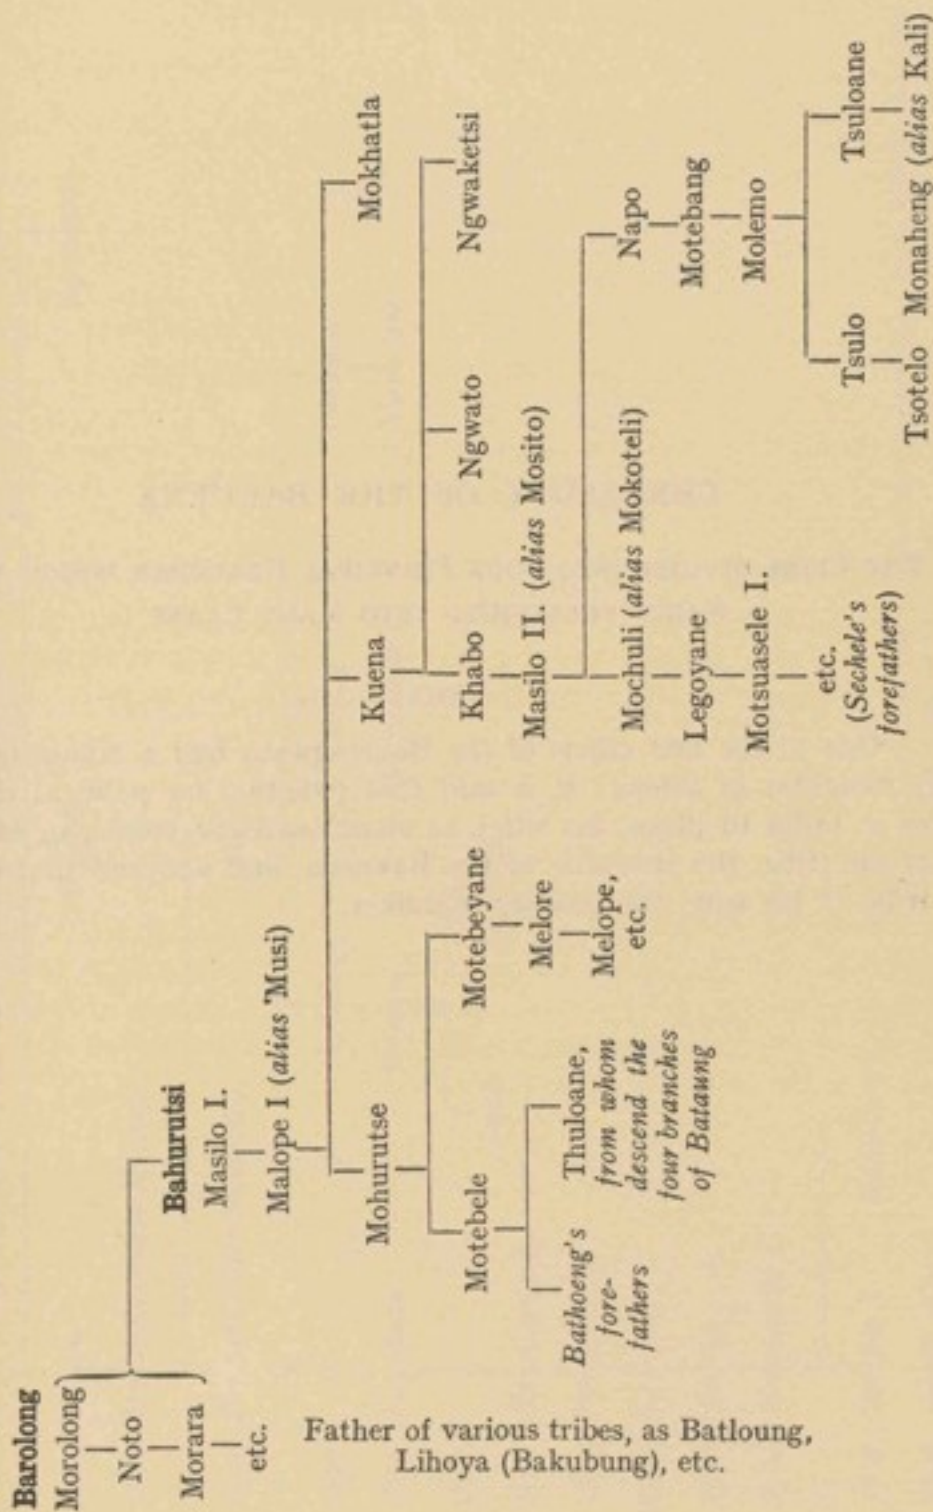 Barolong
Morolong
Noto
Morara
etc.
Father of various tribes, as Batloung,
Lihoya (Bakubung), etc.
Bahurutsi
Masilo I.
Malope I (alias 'Musi)
Mohurutse
Kuena
Mokhatla
Motebele
Motebeyane
Khabo
Ngwato
Ngwaketsi
Bathoeng's
fore-
fathers
Thuloane,
from whom
descend the
four branches
of Bataung
Melore
Melope,
etc.
Masilo II. (alias Mosito)
Mochuli (alias Mokoteli)
Napo
Legoyane
Motebang
Motsuasele I.
Molemo
etc.
(Sechele's
forefathers)
Tsulo
Tsuloane
Tsotelo
Monaheng (alias Kali)